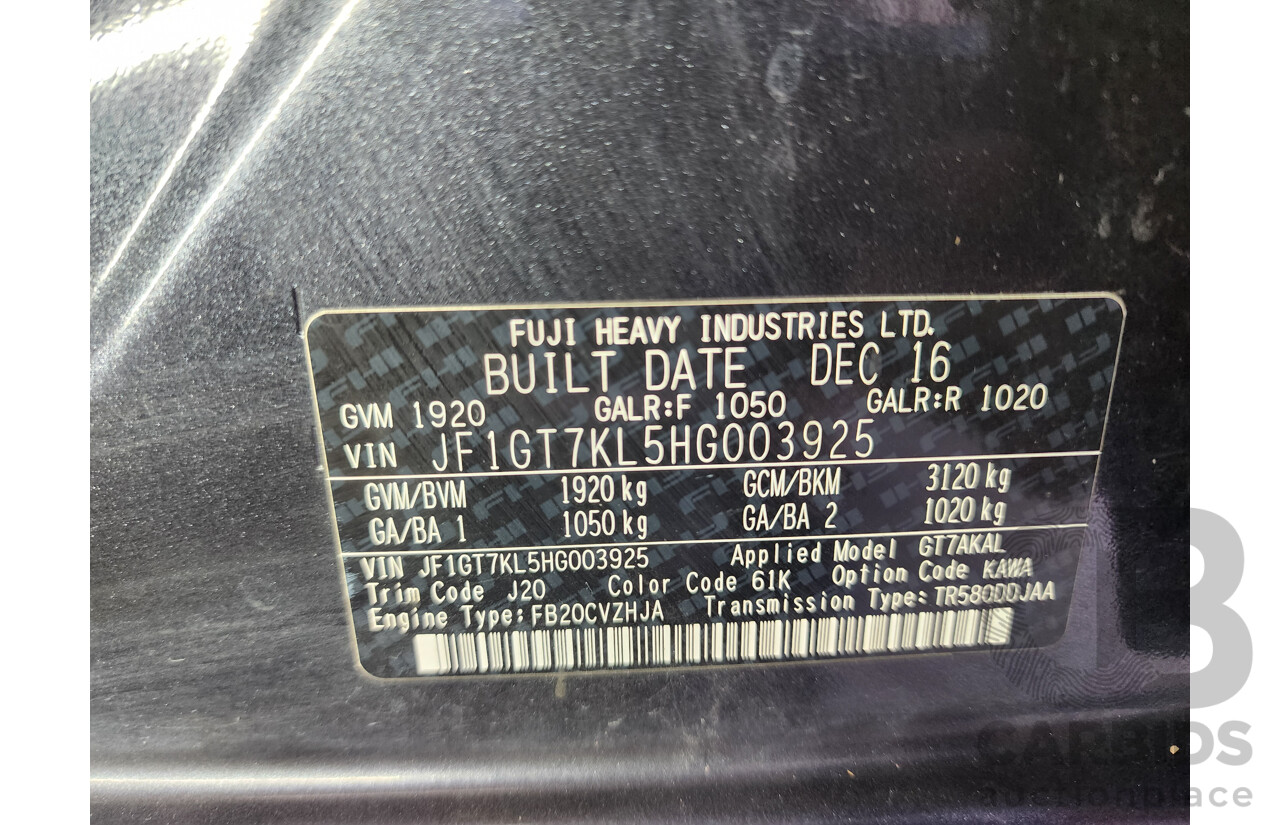 FUJI HEAVY INDUSTRIES LTD.
BUILT DATE DEC 16
GVM 1920 GALR:F 1050 GALR:R 1020
VIN JF1GT7KL5HG003925
GVM/BVM 1920 kg GCM/BKM 3120 kg
GA/BA 1 1050 kg GA/BA 2 1020 kg
VIN JF1GT7KL5HG003925 Applied Model GT7AKAL
Trim Code J20 Color Code 61K Option Code KAWA
Engine Type: FB20CVZHJA Transmission Type: TR580DDJAA
CARBIDS
auctionplace